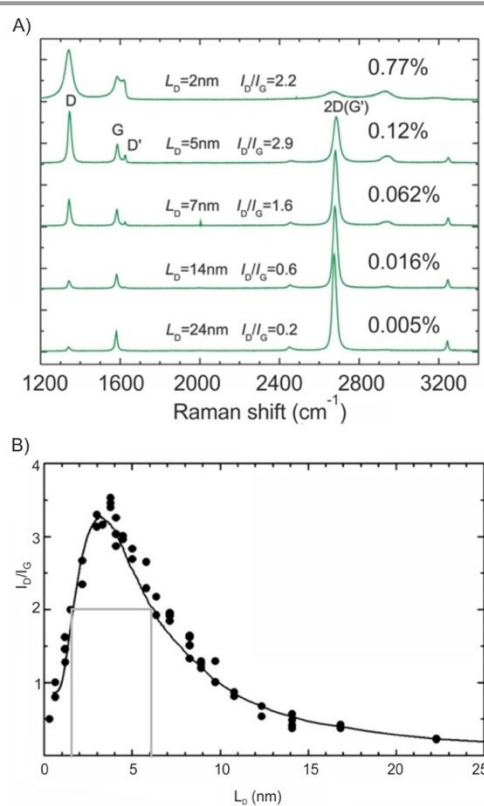 A)
0.77%
L_D=2nm I_D/I_G=2.2
D
2D(G')
G
D'
0.12%
L_D=5nm I_D/I_G=2.9
0.062%
L_D=7nm I_D/I_G=1.6
0.016%
L_D=14nm I_D/I_G=0.6
0.005%
L_D=24nm I_D/I_G=0.2
1200 1600 2000 2400 2800 3200
Raman shift (cm⁻¹)
B)
4
3
2
1
I_D/I_G
0 5 10 15 20 25
L_D (nm)